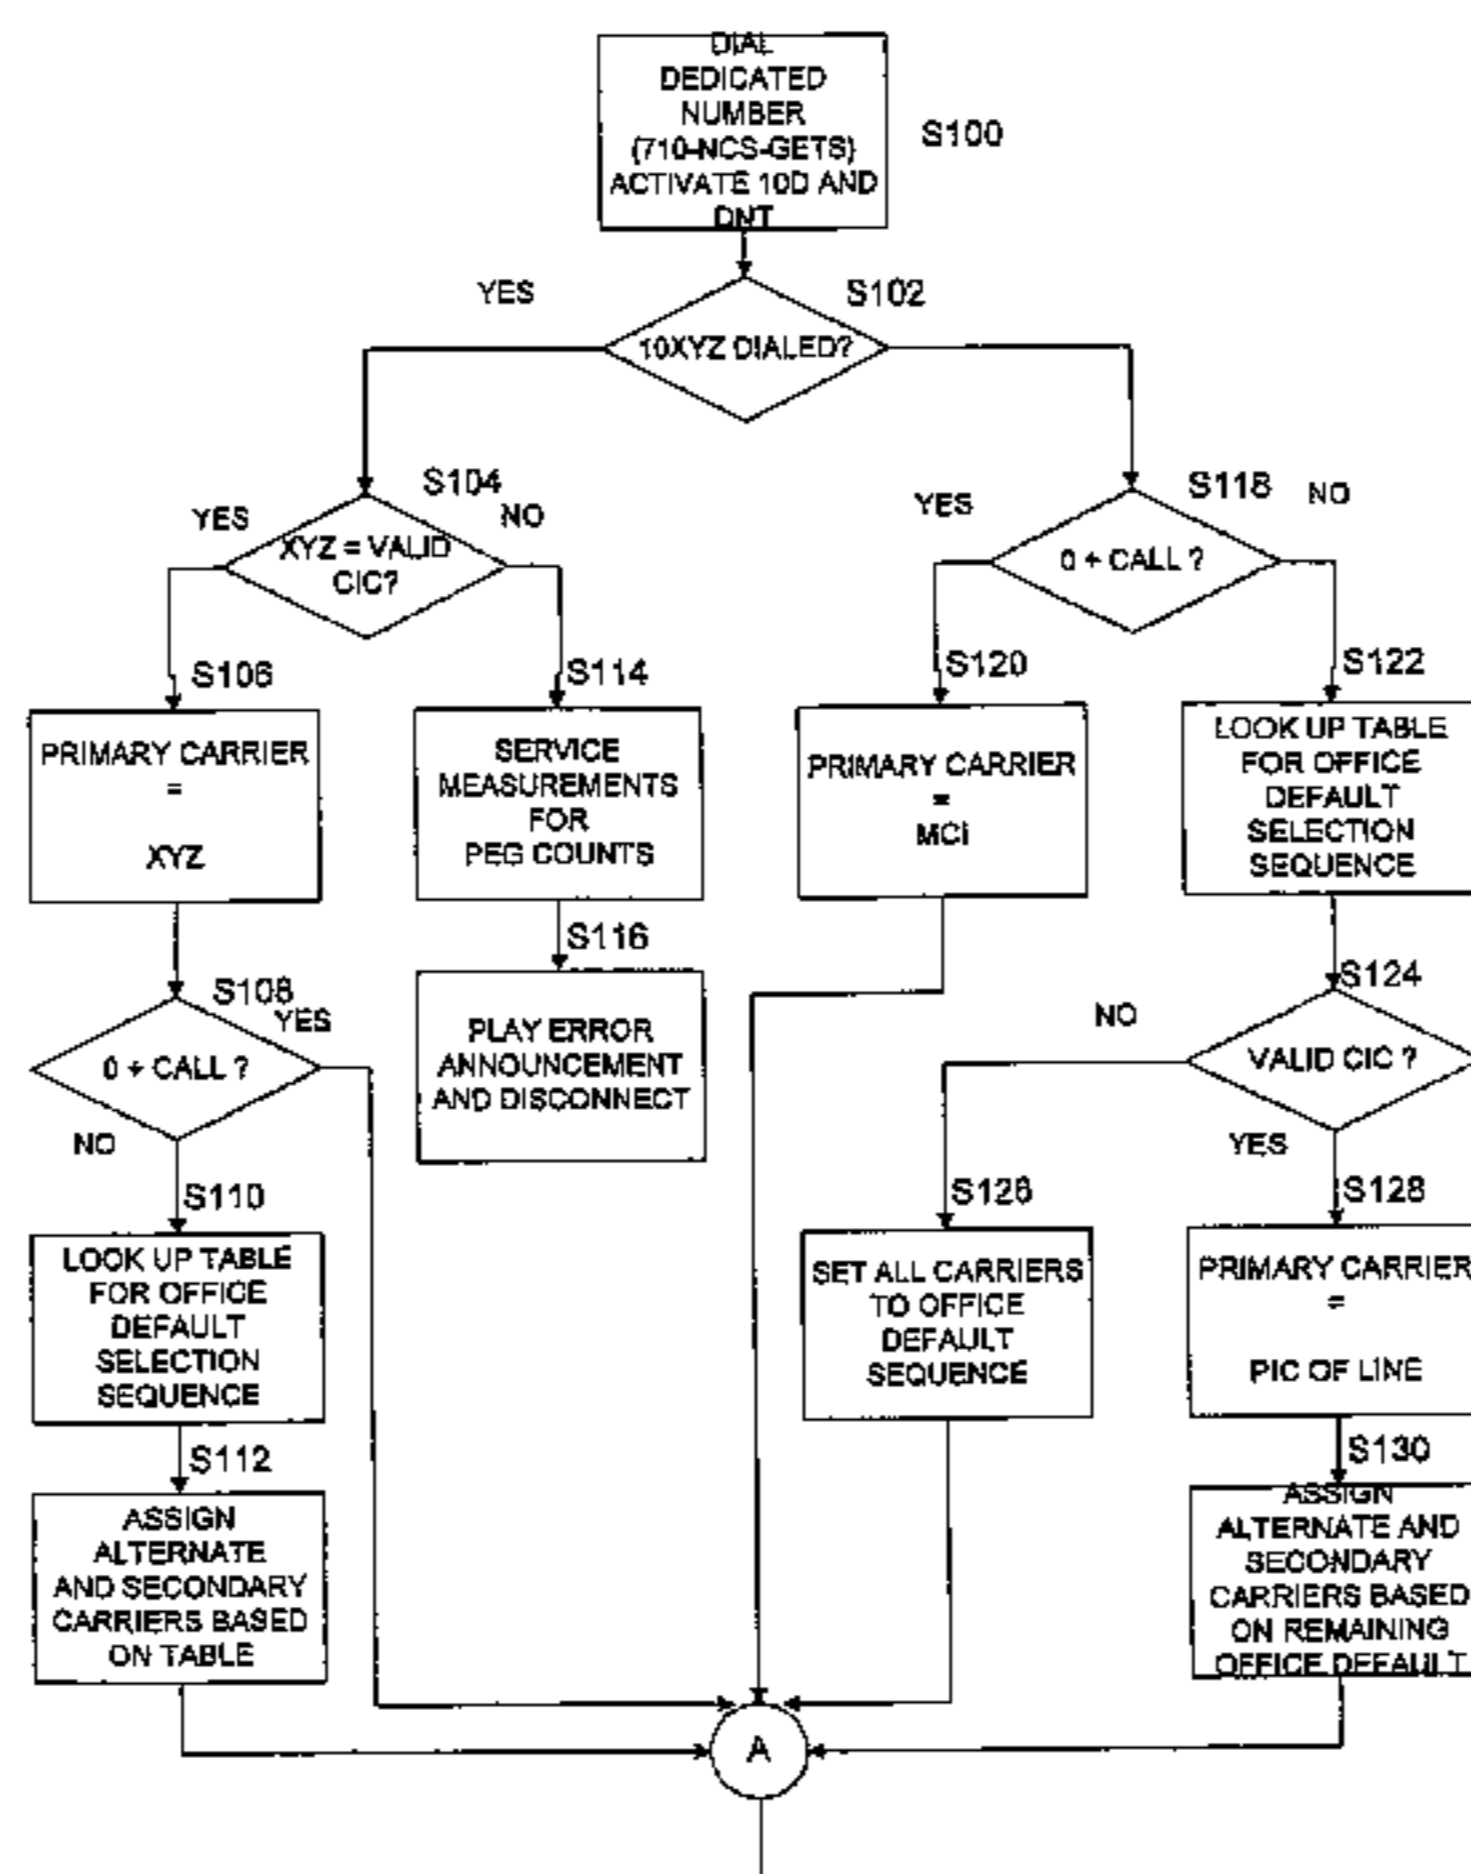 DIAL
DEDICATED
NUMBER
(710-NCS-GETS)
ACTIVATE 10D AND
DNT
S100
YES
S102
10XYZ DIALED?
S104
YES
NO
XYZ = VALID
CIC?
S118
YES
NO
0 + CALL ?
S106
PRIMARY CARRIER
=
XYZ
S114
SERVICE
MEASUREMENTS
FOR
PEG COUNTS
S120
PRIMARY CARRIER
=
MCI
S122
LOOK UP TABLE
FOR OFFICE
DEFAULT
SELECTION
SEQUENCE
S108
YES
0 + CALL ?
NO
S116
PLAY ERROR
ANNOUNCEMENT
AND DISCONNECT
S124
NO
VALID CIC ?
YES
S110
LOOK UP TABLE
FOR OFFICE
DEFAULT
SELECTION
SEQUENCE
S126
SET ALL CARRIERS
TO OFFICE
DEFAULT
SEQUENCE
S128
PRIMARY CARRIER
=
PIC OF LINE
S112
ASSIGN
ALTERNATE
AND SECONDARY
CARRIERS BASED
ON TABLE
S130
ASSIGN
ALTERNATE AND
SECONDARY
CARRIERS BASED
ON REMAINING
OFFICE DEFAULT
A